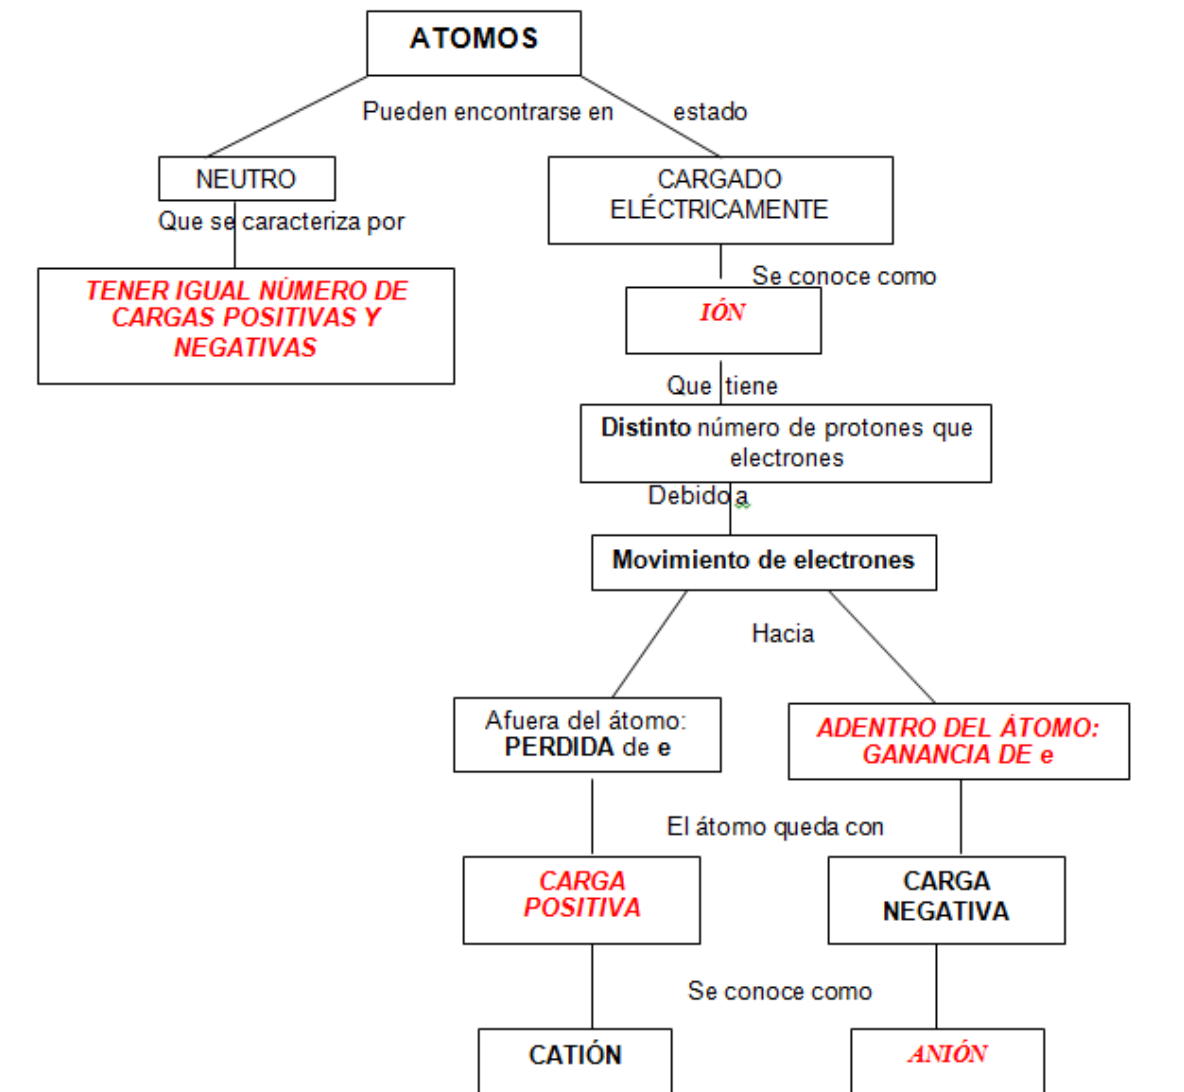 ATOMOS
Pueden encontrarse en estado
NEUTRO
CARGADO
ELÉCTRICAMENTE
Que se caracteriza por
TENER IGUAL NÚMERO DE
CARGAS POSITIVAS Y
NEGATIVAS
Se conoce como
IÓN
Que tiene
Distinto número de protones que
electrones
Debido a
Movimiento de electrones
Hacia
Afuera del átomo:
PERDIDA de e
ADENTRO DEL ÁTOMO:
GANANCIA DE e
El átomo queda con
CARGA
POSITIVA
CARGA
NEGATIVA
Se conoce como
CATIÓN
ANIÓN